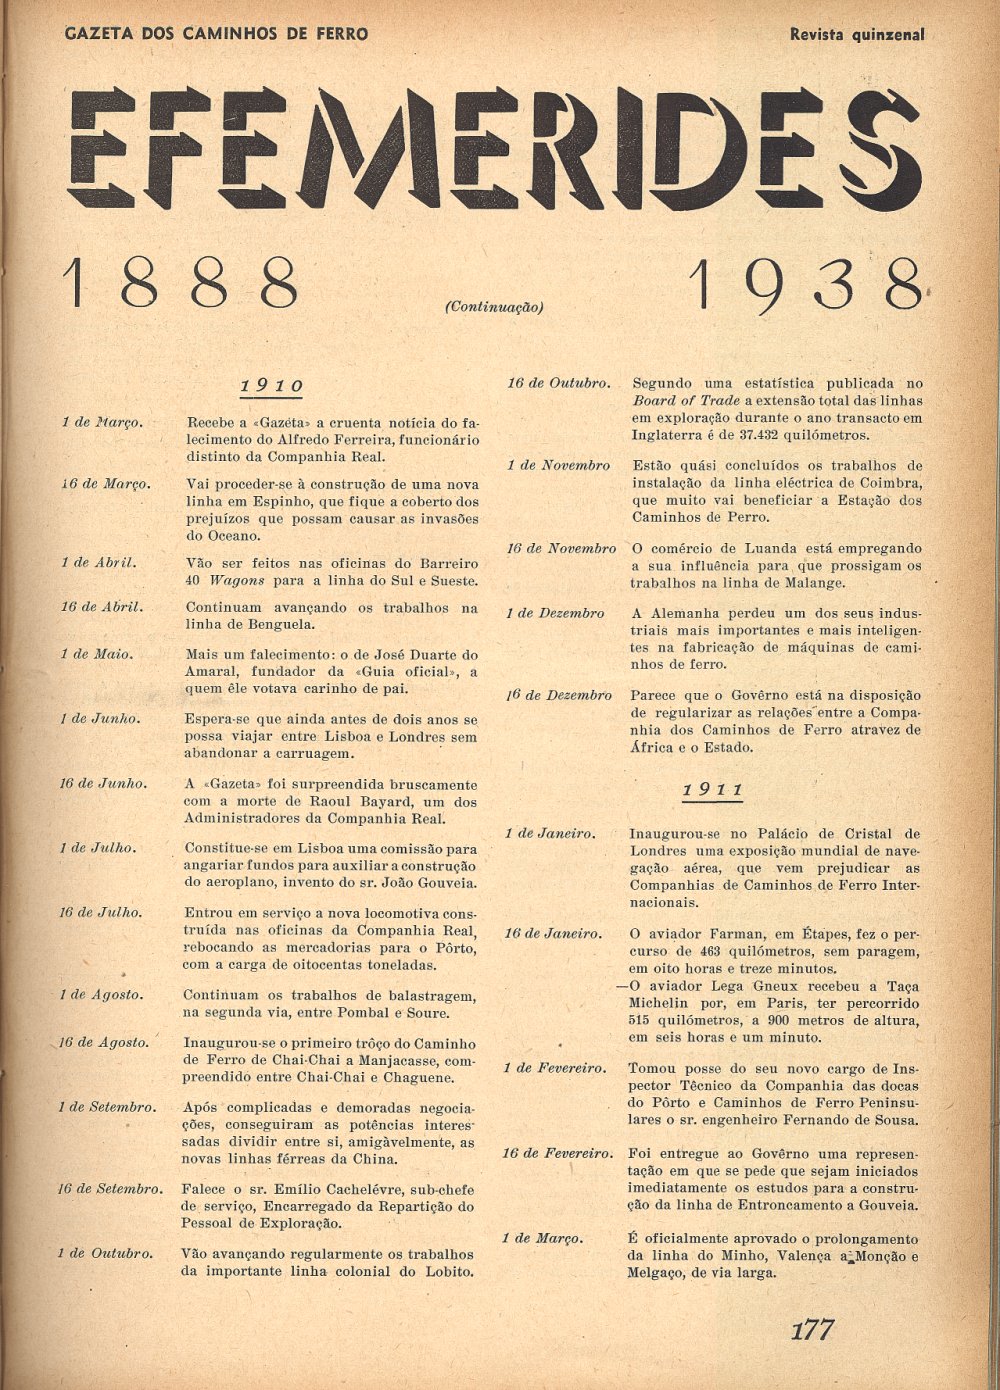 GAZETA DOS CAMINHOS DE FERRO
Revista quinzenal
EFEMERIDES
1888
(Continuação)
1938
1910
1 de Março.
Recebe a «Gazeta» a cruenta notícia do fa-
lecimento do Alfredo Ferreira, funcionário
distinto da Companhia Real.
16 de Março.
Vai proceder-se à construção de uma nova
linha em Espinho, que fique a coberto dos
prejuízos que possam causar as invasões
do Oceano.
1 de Abril.
Vão ser feitos nas oficinas do Barreiro
40 Wagons para a linha do Sul e Sueste.
16 de Abril.
Continuam avançando os trabalhos na
linha de Benguela.
1 de Maio.
Mais um falecimento: o de José Duarte do
Amaral, fundador da «Guia oficial», a
quem êle votava carinho de pai.
1 de Junho.
Espera-se que ainda antes de dois anos se
possa viajar entre Lisboa e Londres sem
abandonar a carruagem.
16 de Junho.
A «Gazeta» foi surpreendida bruscamente
com a morte de Raoul Bayard, um dos
Administradores da Companhia Real.
1 de Julho.
Constitue-se em Lisboa uma comissão para
angariar fundos para auxiliar a construção
do aeroplano, invento do sr. João Gouveia.
16 de Julho.
Entrou em serviço a nova locomotiva cons-
truída nas oficinas da Companhia Real,
rebocando as mercadorias para o Pôrto,
com a carga de oitocentas toneladas.
1 de Agosto.
Continuam os trabalhos de balastragem,
na segunda via, entre Pombal e Soure.
16 de Agosto.
Inaugurou-se o primeiro trôço do Caminho
de Ferro de Chai-Chai a Manjacasse, com-
preendido entre Chai-Chai e Chaguene.
1 de Setembro.
Após complicadas e demoradas negocia-
ções, conseguiram as potências interes-
sadas dividir entre si, amigàvelmente, as
novas linhas férreas da China.
16 de Setembro.
Falece o sr. Emílio Cachelévre, sub-chefe
de serviço, Encarregado da Repartição do
Pessoal de Exploração.
1 de Outubro.
Vão avançando regularmente os trabalhos
da importante linha colonial do Lobito.
16 de Outubro.
Segundo uma estatística publicada no
Board of Trade a extensão total das linhas
em exploração durante o ano transacto em
Inglaterra é de 37.432 quilómetros.
1 de Novembro
Estão quási concluídos os trabalhos de
instalação da linha eléctrica de Coimbra,
que muito vai beneficiar a Estação dos
Caminhos de Perro.
16 de Novembro
O comércio de Luanda está empregando
a sua influência para que prossigam os
trabalhos na linha de Malange.
1 de Dezembro
A Alemanha perdeu um dos seus indus-
triais mais importantes e mais inteligen-
tes na fabricação de máquinas de cami-
nhos de ferro.
16 de Dezembro
Parece que o Govêrno está na disposição
de regularizar as relações entre a Compa-
nhia dos Caminhos de Ferro atravez de
África e o Estado.
1911
1 de Janeiro.
Inaugurou-se no Palácio de Cristal de
Londres uma exposição mundial de nave-
gação aérea, que vem prejudicar as
Companhias de Caminhos de Ferro Inter-
nacionais.
16 de Janeiro.
O aviador Farman, em Étapes, fez o per-
curso de 463 quilómetros, sem paragem,
em oito horas e treze minutos.
—O aviador Lega Gneux recebeu a Taça
Michelin por, em Paris, ter percorrido
515 quilómetros, a 900 metros de altura,
em seis horas e um minuto.
1 de Fevereiro.
Tomou posse do seu novo cargo de Ins-
pector Têcnico da Companhia das docas
do Pôrto e Caminhos de Ferro Peninsu-
lares o sr. engenheiro Fernando de Sousa.
16 de Fevereiro.
Foi entregue ao Govêrno uma represen-
tação em que se pede que sejam iniciados
imediatamente os estudos para a constru-
ção da linha de Entroncamento a Gouveia.
1 de Março.
É oficialmente aprovado o prolongamento
da linha do Minho, Valença a Monção e
Melgaço, de via larga.
177